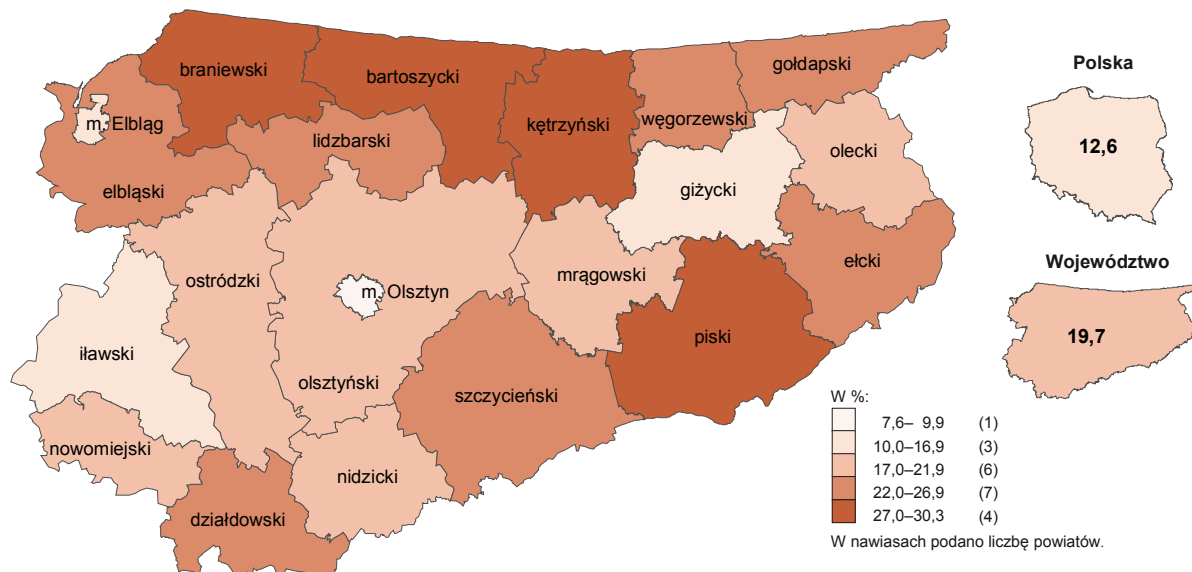 braniewski
bartoszycki
gołdapski
Polska
m. Elbląg
kętrzyński
węgorzewski
lidzbarski
olecki
12,6
elbląski
giżycki
ostródzki
mrągowski
ełcki
Województwo
m. Olsztyn
piski
19,7
iławski
olsztyński
szczycieński
nowomiejski
nidzicki
działdowski
W %:
7,6– 9,9 (1)
10,0–16,9 (3)
17,0–21,9 (6)
22,0–26,9 (7)
27,0–30,3 (4)
W nawiasach podano liczbę powiatów.